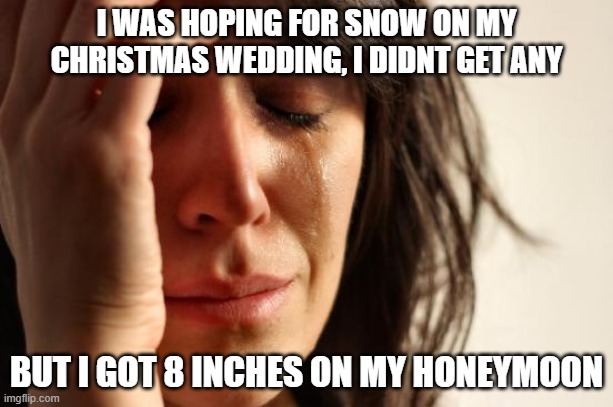 I WAS HOPING FOR SNOW ON MY
CHRISTMAS WEDDING, I DIDNT GET ANY
BUT I GOT 8 INCHES ON MY HONEYMOON
imgflip.com